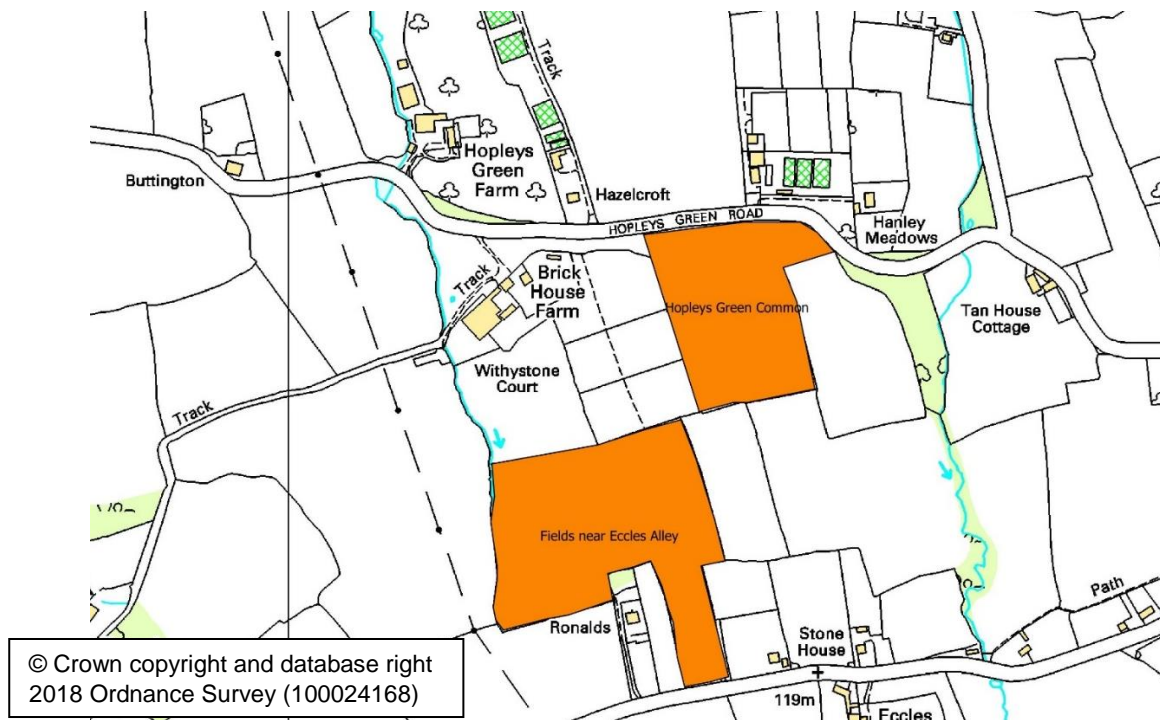 Track
Hopleys
Green
Farm
Buttington
Hazelcroft
HOPLEYS GREEN ROAD
Hanley
Meadows
Track
Brick
House
Farm
Hopleys Green Common
Tan House
Cottage
Withystone
Court
Track
Fields near Eccles Alley
Path
Ronalds
Stone
House
119m
Eccles
© Crown copyright and database right
2018 Ordnance Survey (100024168)